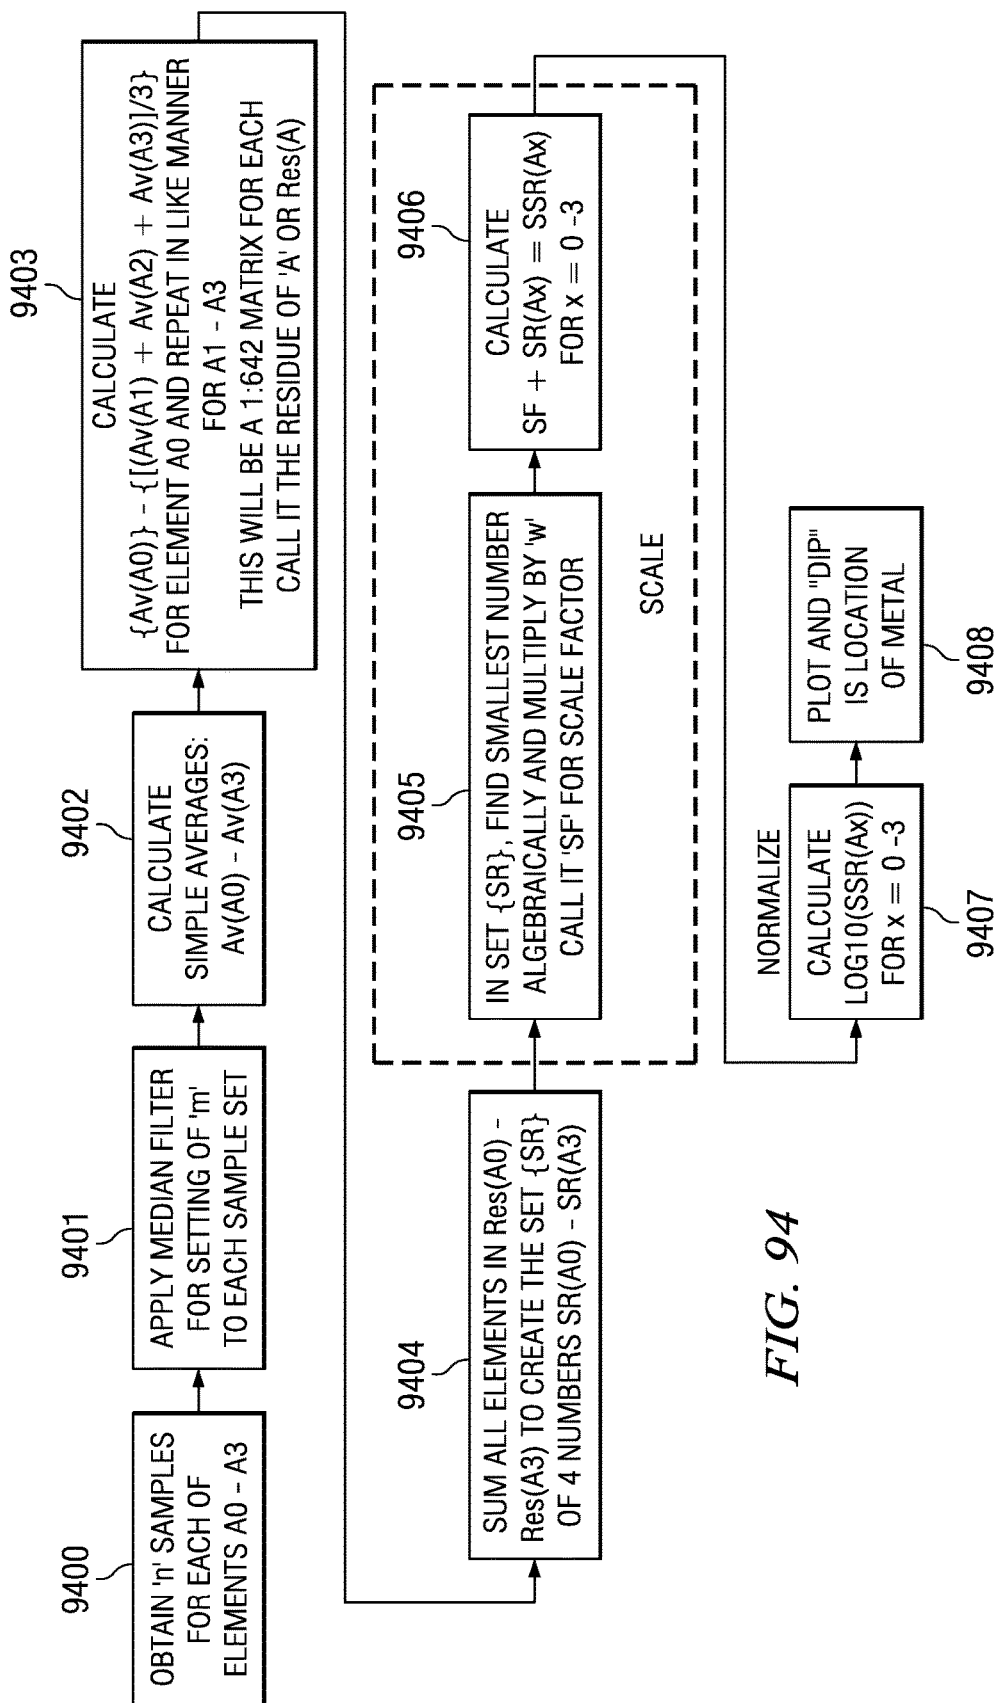 9400
OBTAIN 'n' SAMPLES
FOR EACH OF
ELEMENTS A0 – A3
9401
APPLY MEDIAN FILTER
FOR SETTING OF 'm'
TO EACH SAMPLE SET
9402
CALCULATE
SIMPLE AVERAGES:
Av(A0) - Av(A3)
9403
CALCULATE
{Av(A0)} - {[(Av(A1) + Av(A2) + Av(A3)]/3}
FOR ELEMENT A0 AND REPEAT IN LIKE MANNER
FOR A1 - A3
THIS WILL BE A 1:642 MATRIX FOR EACH
CALL IT THE RESIDUE OF 'A' OR Res(A)
9404
SUM ALL ELEMENTS IN Res(A0) -
Res(A3) TO CREATE THE SET {SR}
OF 4 NUMBERS SR(A0) - SR(A3)
9405
IN SET {SR}, FIND SMALLEST NUMBER
ALGEBRAICALLY AND MULTIPLY BY 'w'
CALL IT 'SF' FOR SCALE FACTOR
9406
CALCULATE
SF + SR(Ax) = SSR(Ax)
FOR x = 0 -3
SCALE
NORMALIZE
CALCULATE
LOG10(SSR(Ax))
FOR x = 0 -3
9407
PLOT AND "DIP"
IS LOCATION
OF METAL
9408
FIG. 94